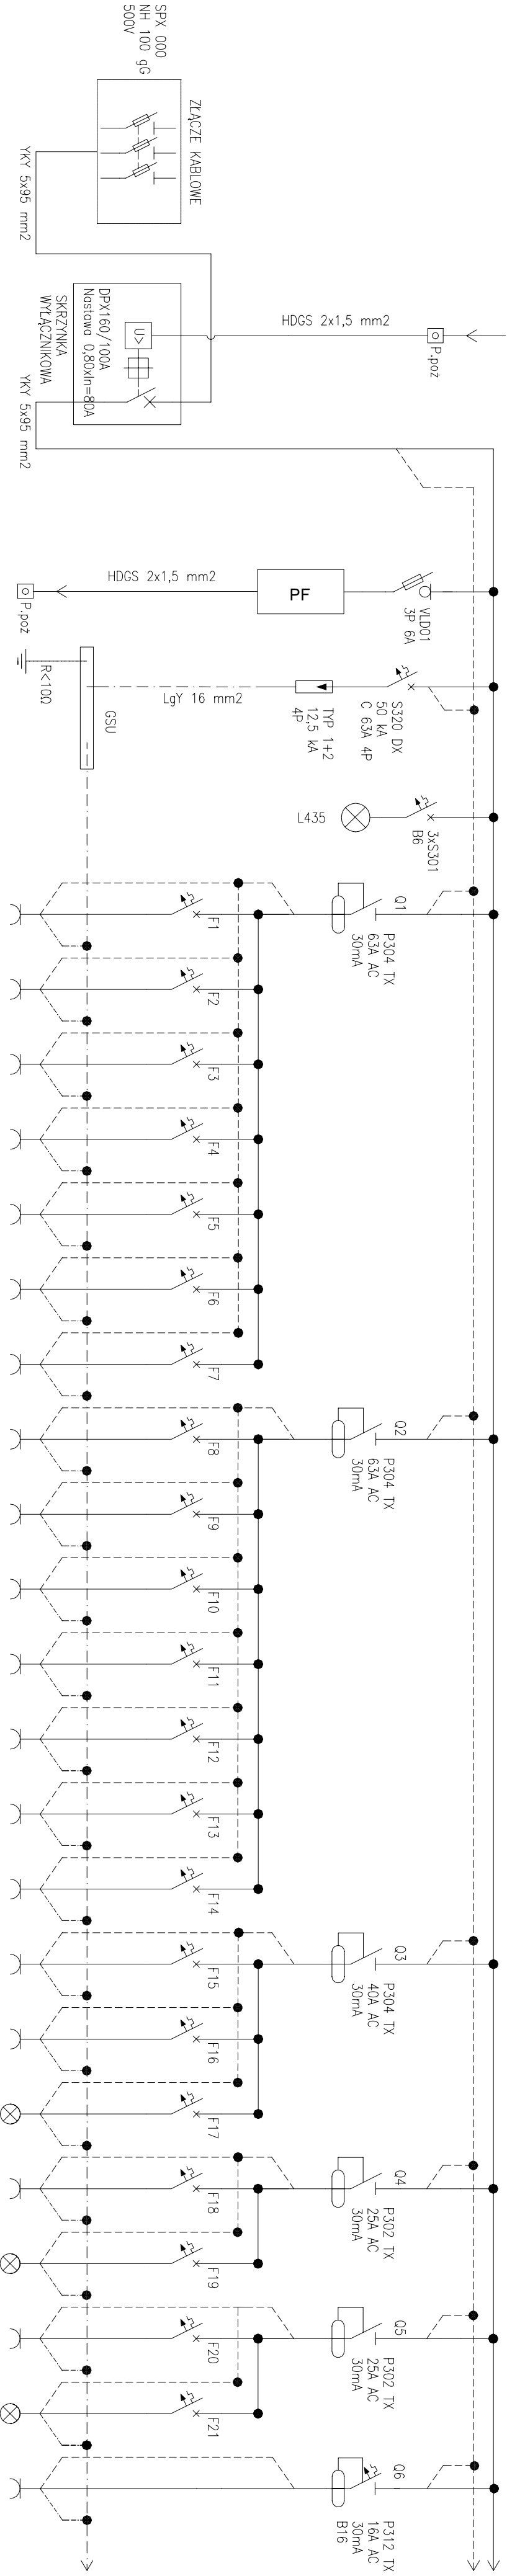 SPX 000
NH 100 gG
500V
ZŁĄCZE KABLOWE
YKY 5x95 mm2
DPX160/100A
Nastawa 0,80xIn=80A
SKRZYNKA
WYŁĄCZNIKOWA
U>
YKY 5x95 mm2
HDGS 2x1,5 mm2
P.poż
VLD01
3P 6A
PF
HDGS 2x1,5 mm2
P.poż
S320 DX
50 kA
C 63A 4P
TYP 1+2
12,5 kA
4P
LgY 16 mm2
GSU
R<10Ω
3xS301
B6
L435
Q1
P304 TX
63A AC
30mA
F1
F2
F3
F4
F5
F6
F7
Q2
P304 TX
63A AC
30mA
F8
F9
F10
F11
F12
F13
F14
Q3
P304 TX
40A AC
30mA
F15
F16
F17
Q4
P302 TX
25A AC
30mA
F18
F19
Q5
P302 TX
25A AC
30mA
F20
F21
Q6
P312 TX
16A AC
30mA
B16